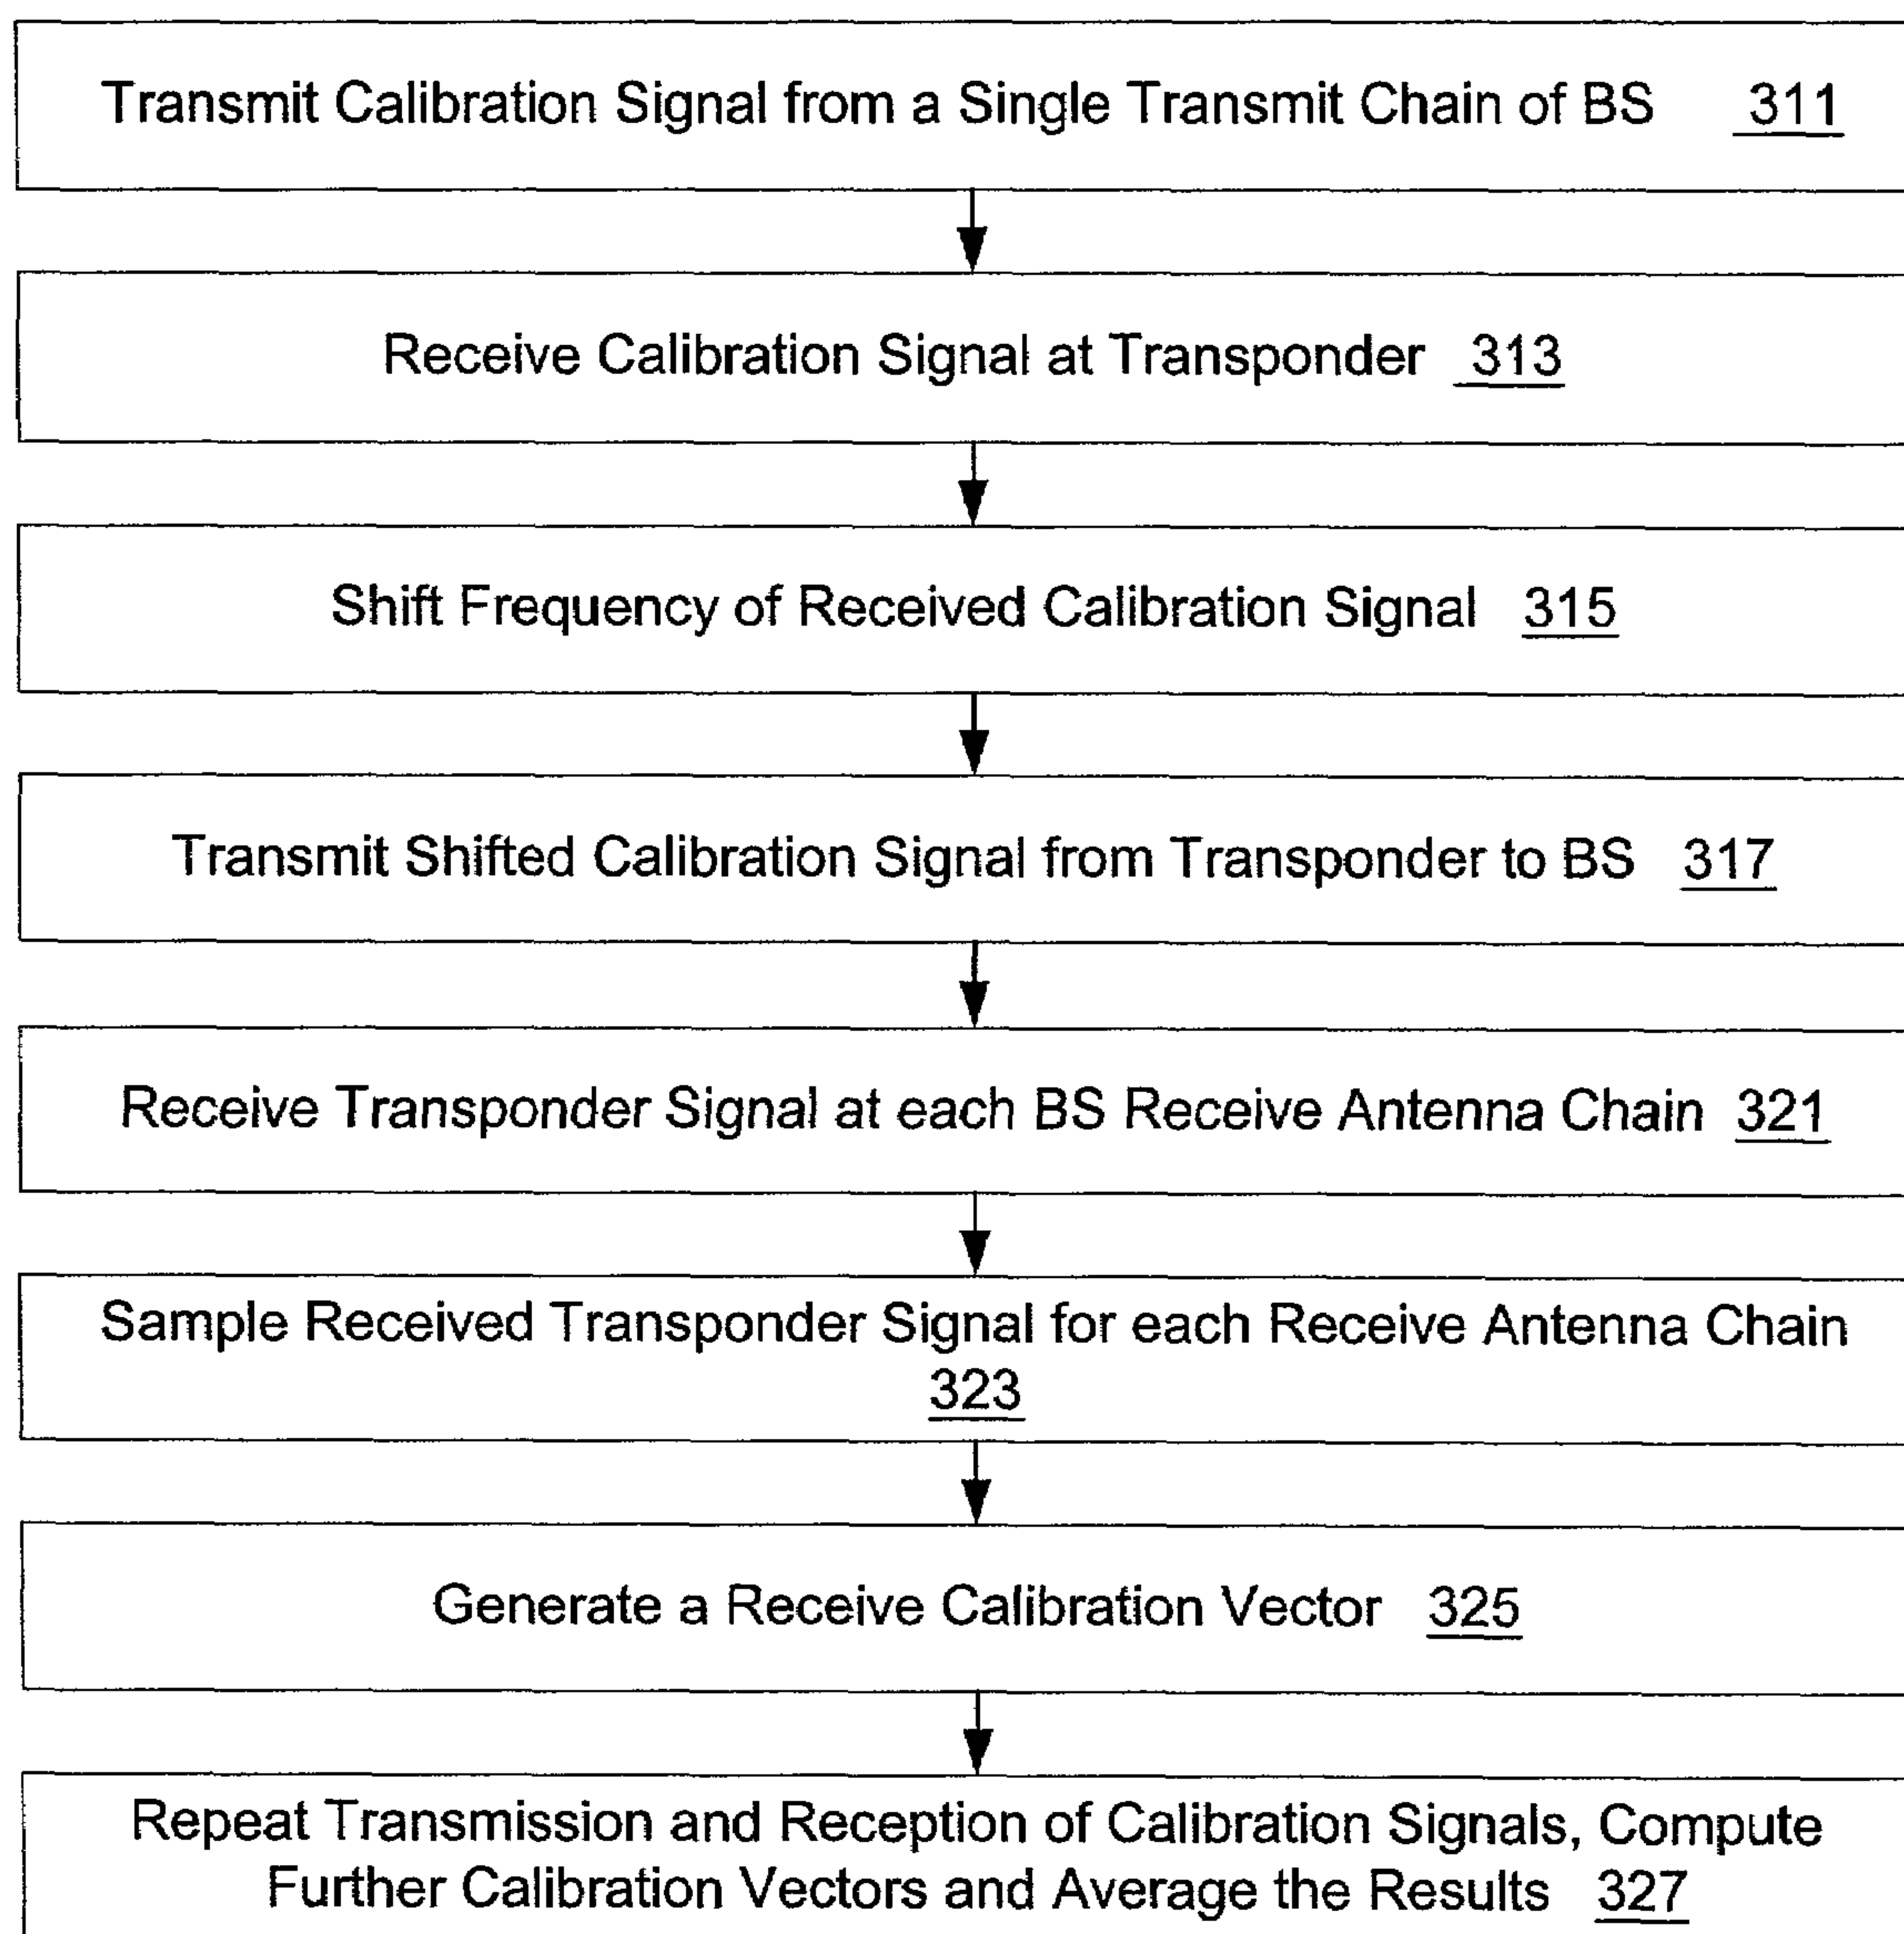 Transmit Calibration Signal from a Single Transmit Chain of BS 311
Receive Calibration Signal at Transponder 313
Shift Frequency of Received Calibration Signal 315
Transmit Shifted Calibration Signal from Transponder to BS 317
Receive Transponder Signal at each BS Receive Antenna Chain 321
Sample Received Transponder Signal for each Receive Antenna Chain
323
Generate a Receive Calibration Vector 325
Repeat Transmission and Reception of Calibration Signals, Compute
Further Calibration Vectors and Average the Results 327